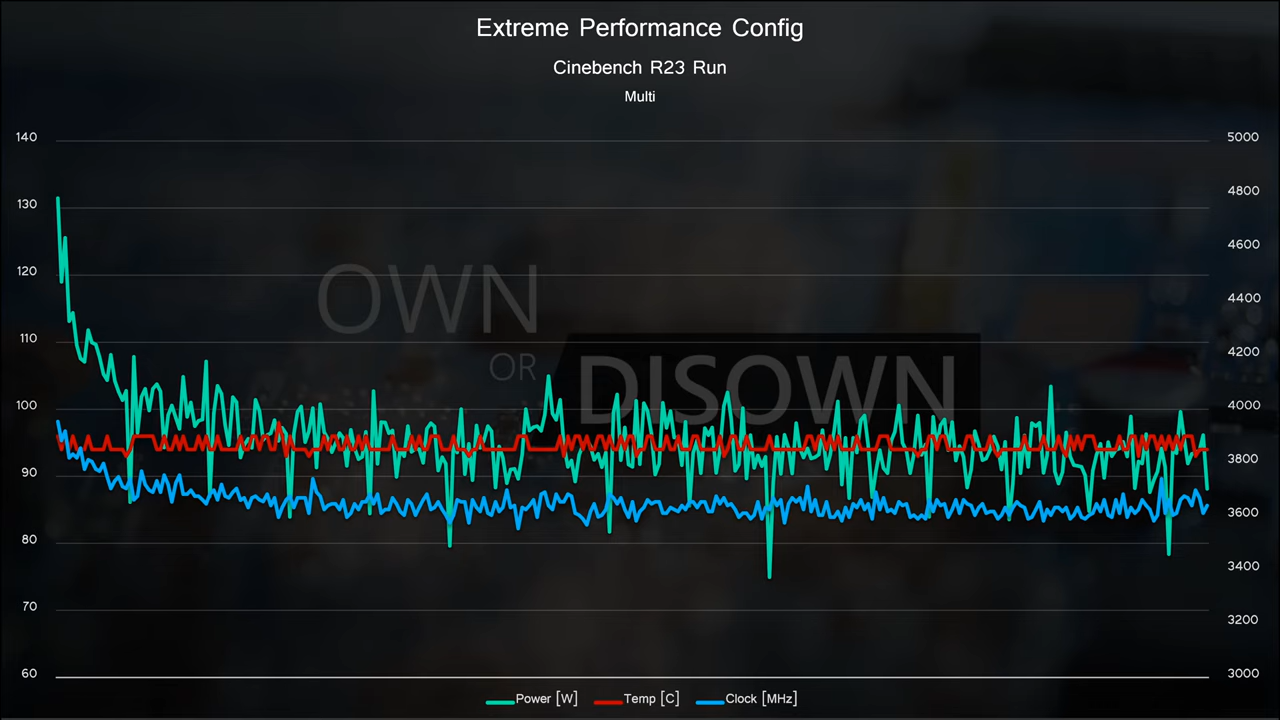 Extreme Performance Config
Cinebench R23 Run
Multi
140
130
120
110
100
90
80
70
60
5000
4800
4600
4400
4200
4000
3800
3600
3400
3200
3000
OWN
OR
DISOWN
Power [W]
Temp [C]
Clock [MHz]